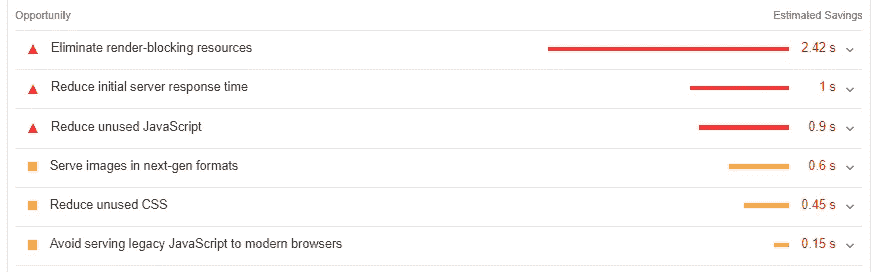 Opportunity Estimated Savings
Eliminate render-blocking resources 2.42 s
Reduce initial server response time 1 s
Reduce unused JavaScript 0.9 s
Serve images in next-gen formats 0.6 s
Reduce unused CSS 0.45 s
Avoid serving legacy JavaScript to modern browsers 0.15 s